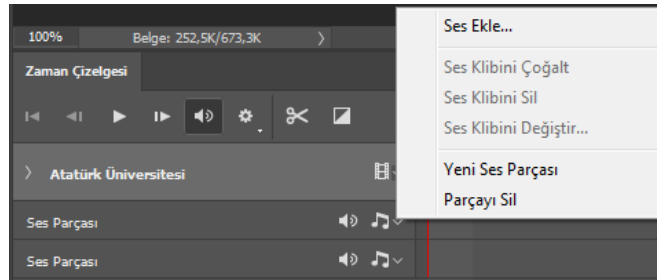 100% Belge: 252,5K/673,3K
Zaman Çizelgesi
Atatürk Üniversitesi
Ses Parçası
Ses Parçası
Ses Ekle...
Ses Klibini Çoğalt
Ses Klibini Sil
Ses Klibini Değiştir...
Yeni Ses Parçası
Parçayı Sil